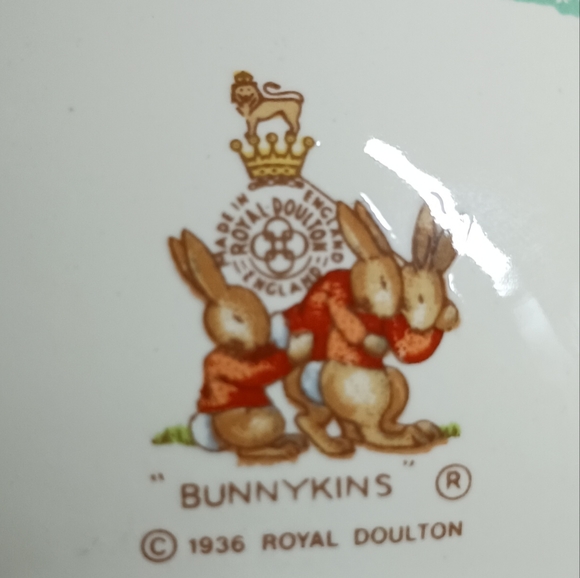 MADE IN ENGLAND
ROYAL·DOULTON
ENGLAND
"BUNNYKINS" ®
© 1936 ROYAL DOULTON